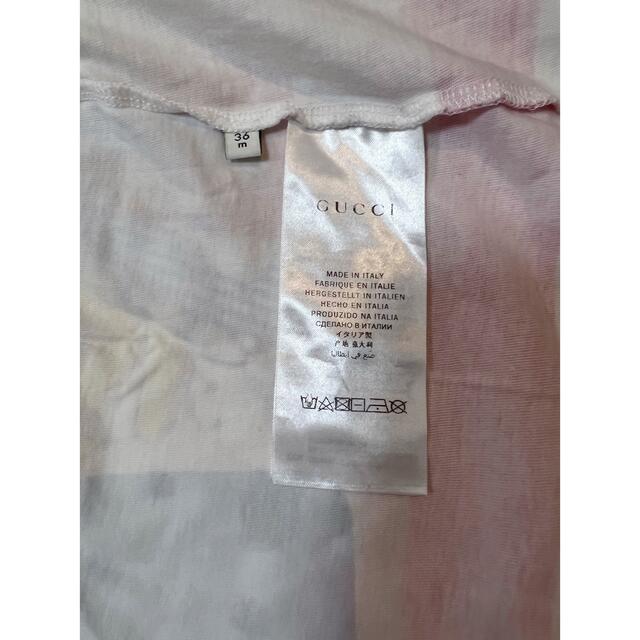 36
m
GUCCI
MADE IN ITALY
FABRIQUE EN ITALIE
HERGESTELLT IN ITALIEN
HECHO EN ITALIA
PRODUZIDO NA ITALIA
СДЕЛАНО В ИТАЛИИ
イタリア製
产地 意大利
صنع في إيطاليا